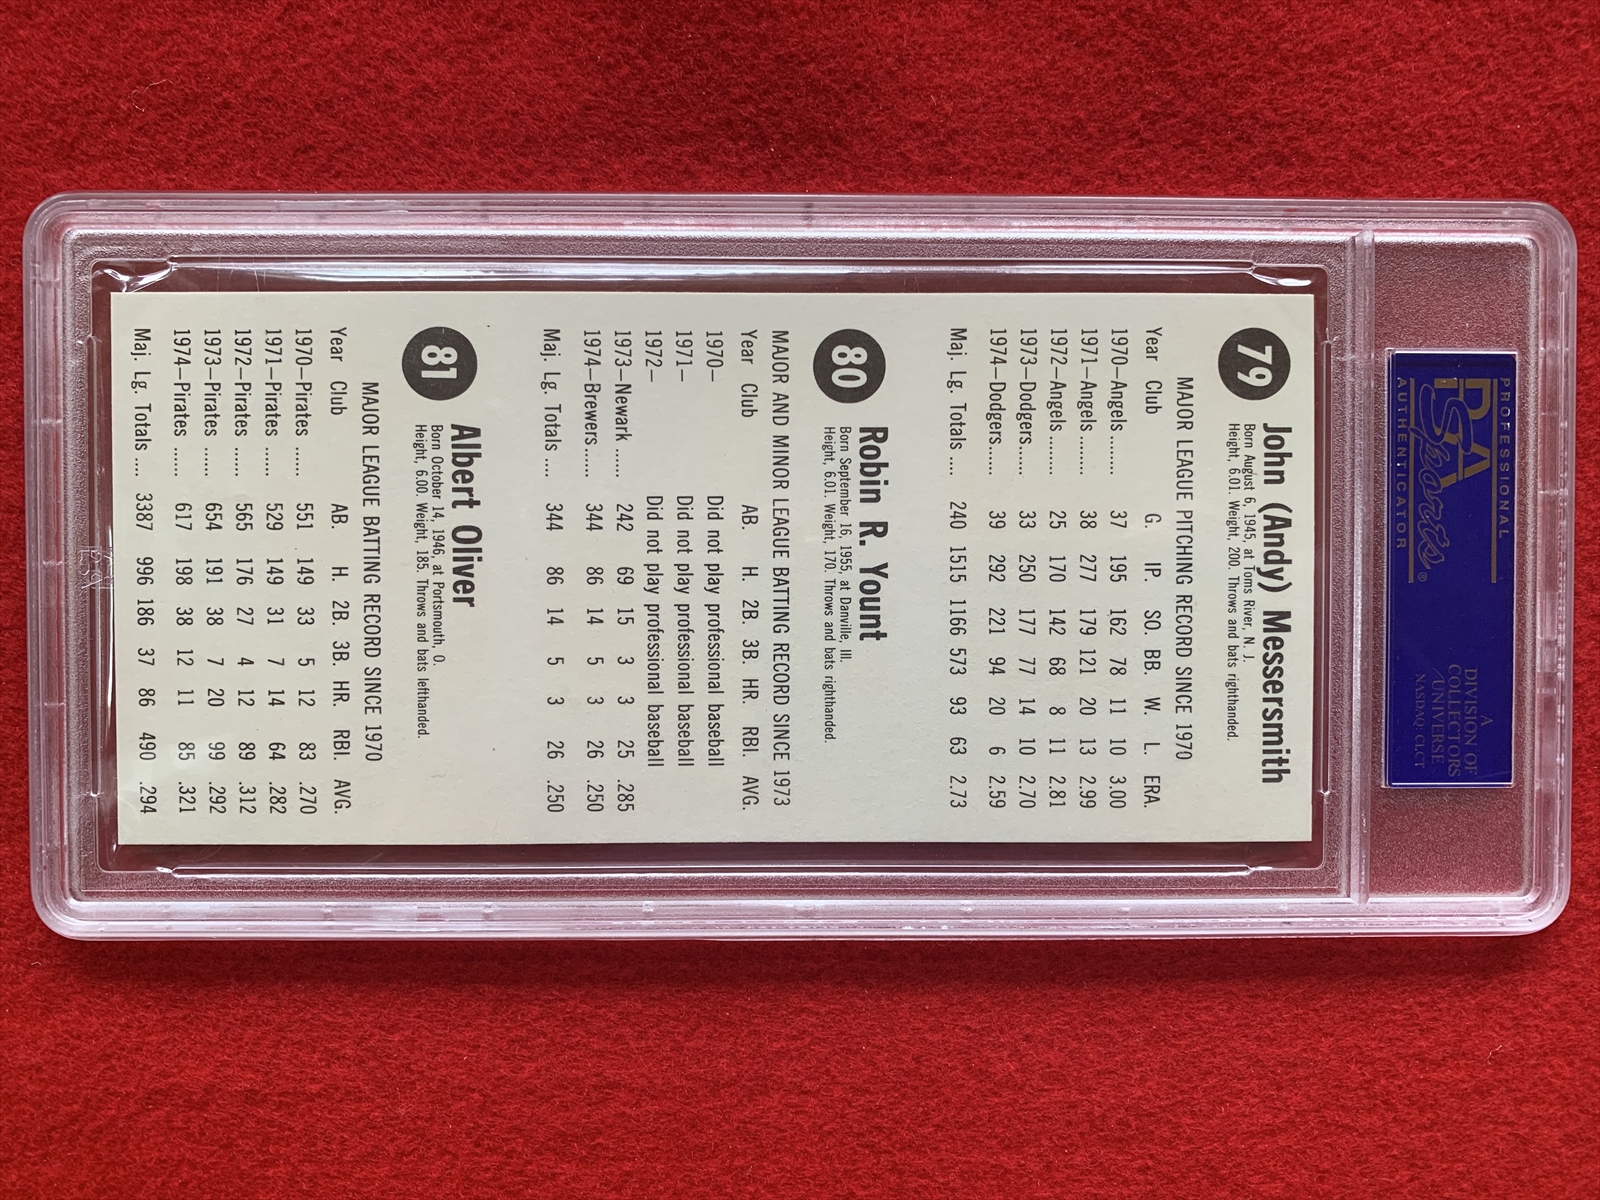 PROFESSIONAL
PSA
Sports®
AUTHENTICATOR
A
DIVISION OF
COLLECTORS
UNIVERSE
NASDAQ: CLCT
79 John (Andy) Messersmith
Born August 6, 1945, at Toms River, N. J.
Height, 6.01. Weight, 200. Throws and bats righthanded.
MAJOR LEAGUE PITCHING RECORD SINCE 1970
Year Club G. IP. SO. BB. W. L. ERA.
1970—Angels ......... 37 195 162 78 11 10 3.00
1971—Angels ........ 38 277 179 121 20 13 2.99
1972—Angels ........ 25 170 142 68 8 11 2.81
1973—Dodgers...... 33 250 177 77 14 10 2.70
1974—Dodgers...... 39 292 221 94 20 6 2.59
Maj. Lg. Totals .... 240 1515 1166 573 93 63 2.73
80 Robin R. Yount
Born September 16, 1955, at Danville, Ill.
Height, 6.01. Weight, 170. Throws and bats righthanded.
MAJOR AND MINOR LEAGUE BATTING RECORD SINCE 1973
Year Club AB. H. 2B. 3B. HR. RBI. AVG.
1970— Did not play professional baseball
1971— Did not play professional baseball
1972— Did not play professional baseball
1973—Newark ...... 242 69 15 3 3 25 .285
1974—Brewers...... 344 86 14 5 3 26 .250
Maj. Lg. Totals .... 344 86 14 5 3 26 .250
81 Albert Oliver
Born October 14, 1946, at Portsmouth, O.
Height, 6.00. Weight, 185. Throws and bats lefthanded.
MAJOR LEAGUE BATTING RECORD SINCE 1970
Year Club AB. H. 2B. 3B. HR. RBI. AVG.
1970—Pirates ...... 551 149 33 5 12 83 .270
1971—Pirates ...... 529 149 31 7 14 64 .282
1972—Pirates ...... 565 176 27 4 12 89 .312
1973—Pirates ...... 654 191 38 7 20 99 .292
1974—Pirates ...... 617 198 38 12 11 85 .321
Maj. Lg. Totals .... 3387 996 186 37 86 490 .294
PSA